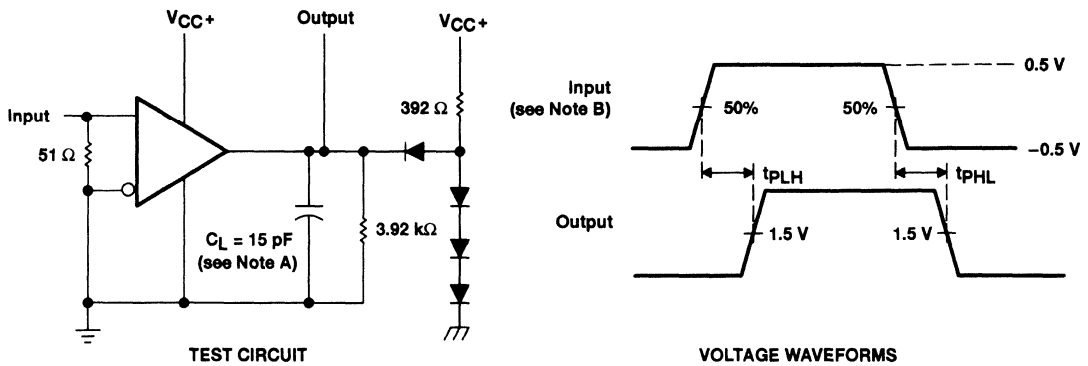 VCC+
Output
VCC+
Input
51 Ω
392 Ω
3.92 kΩ
CL = 15 pF
(see Note A)
TEST CIRCUIT
Input
(see Note B)
50%
50%
0.5 V
−0.5 V
tPLH
tPHL
Output
1.5 V
1.5 V
VOLTAGE WAVEFORMS